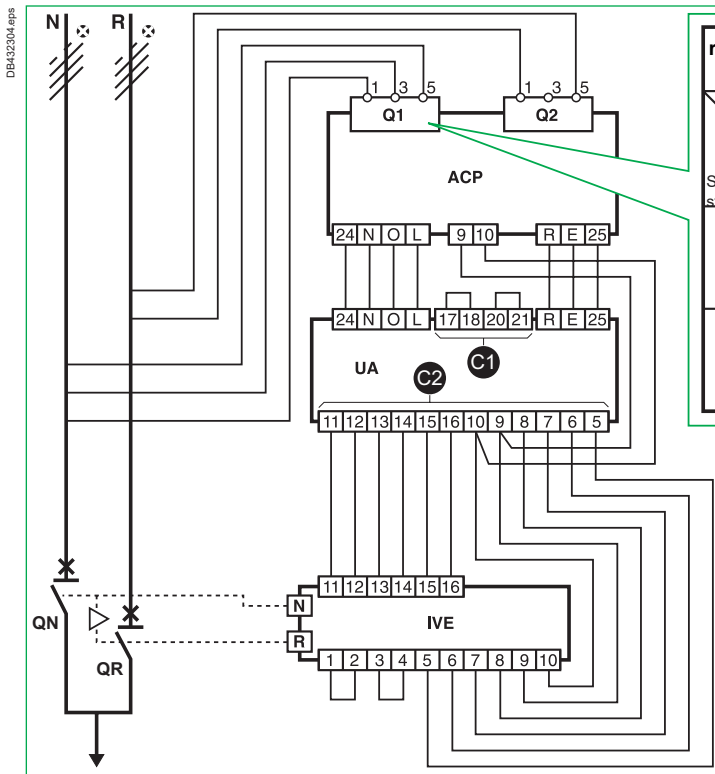 DB432304.eps
N R
1 3 5 1 3 5
Q1 Q2
ACP
24 N O L 9 10 R E 25
24 N O L 17 18 20 21 R E 25
UA C2 C1
11 12 13 14 15 16 10 9 8 7 6 5
11 12 13 14 15 16
N
IVE
QN
R
QR
1 2 3 4 5 6 7 8 9 10